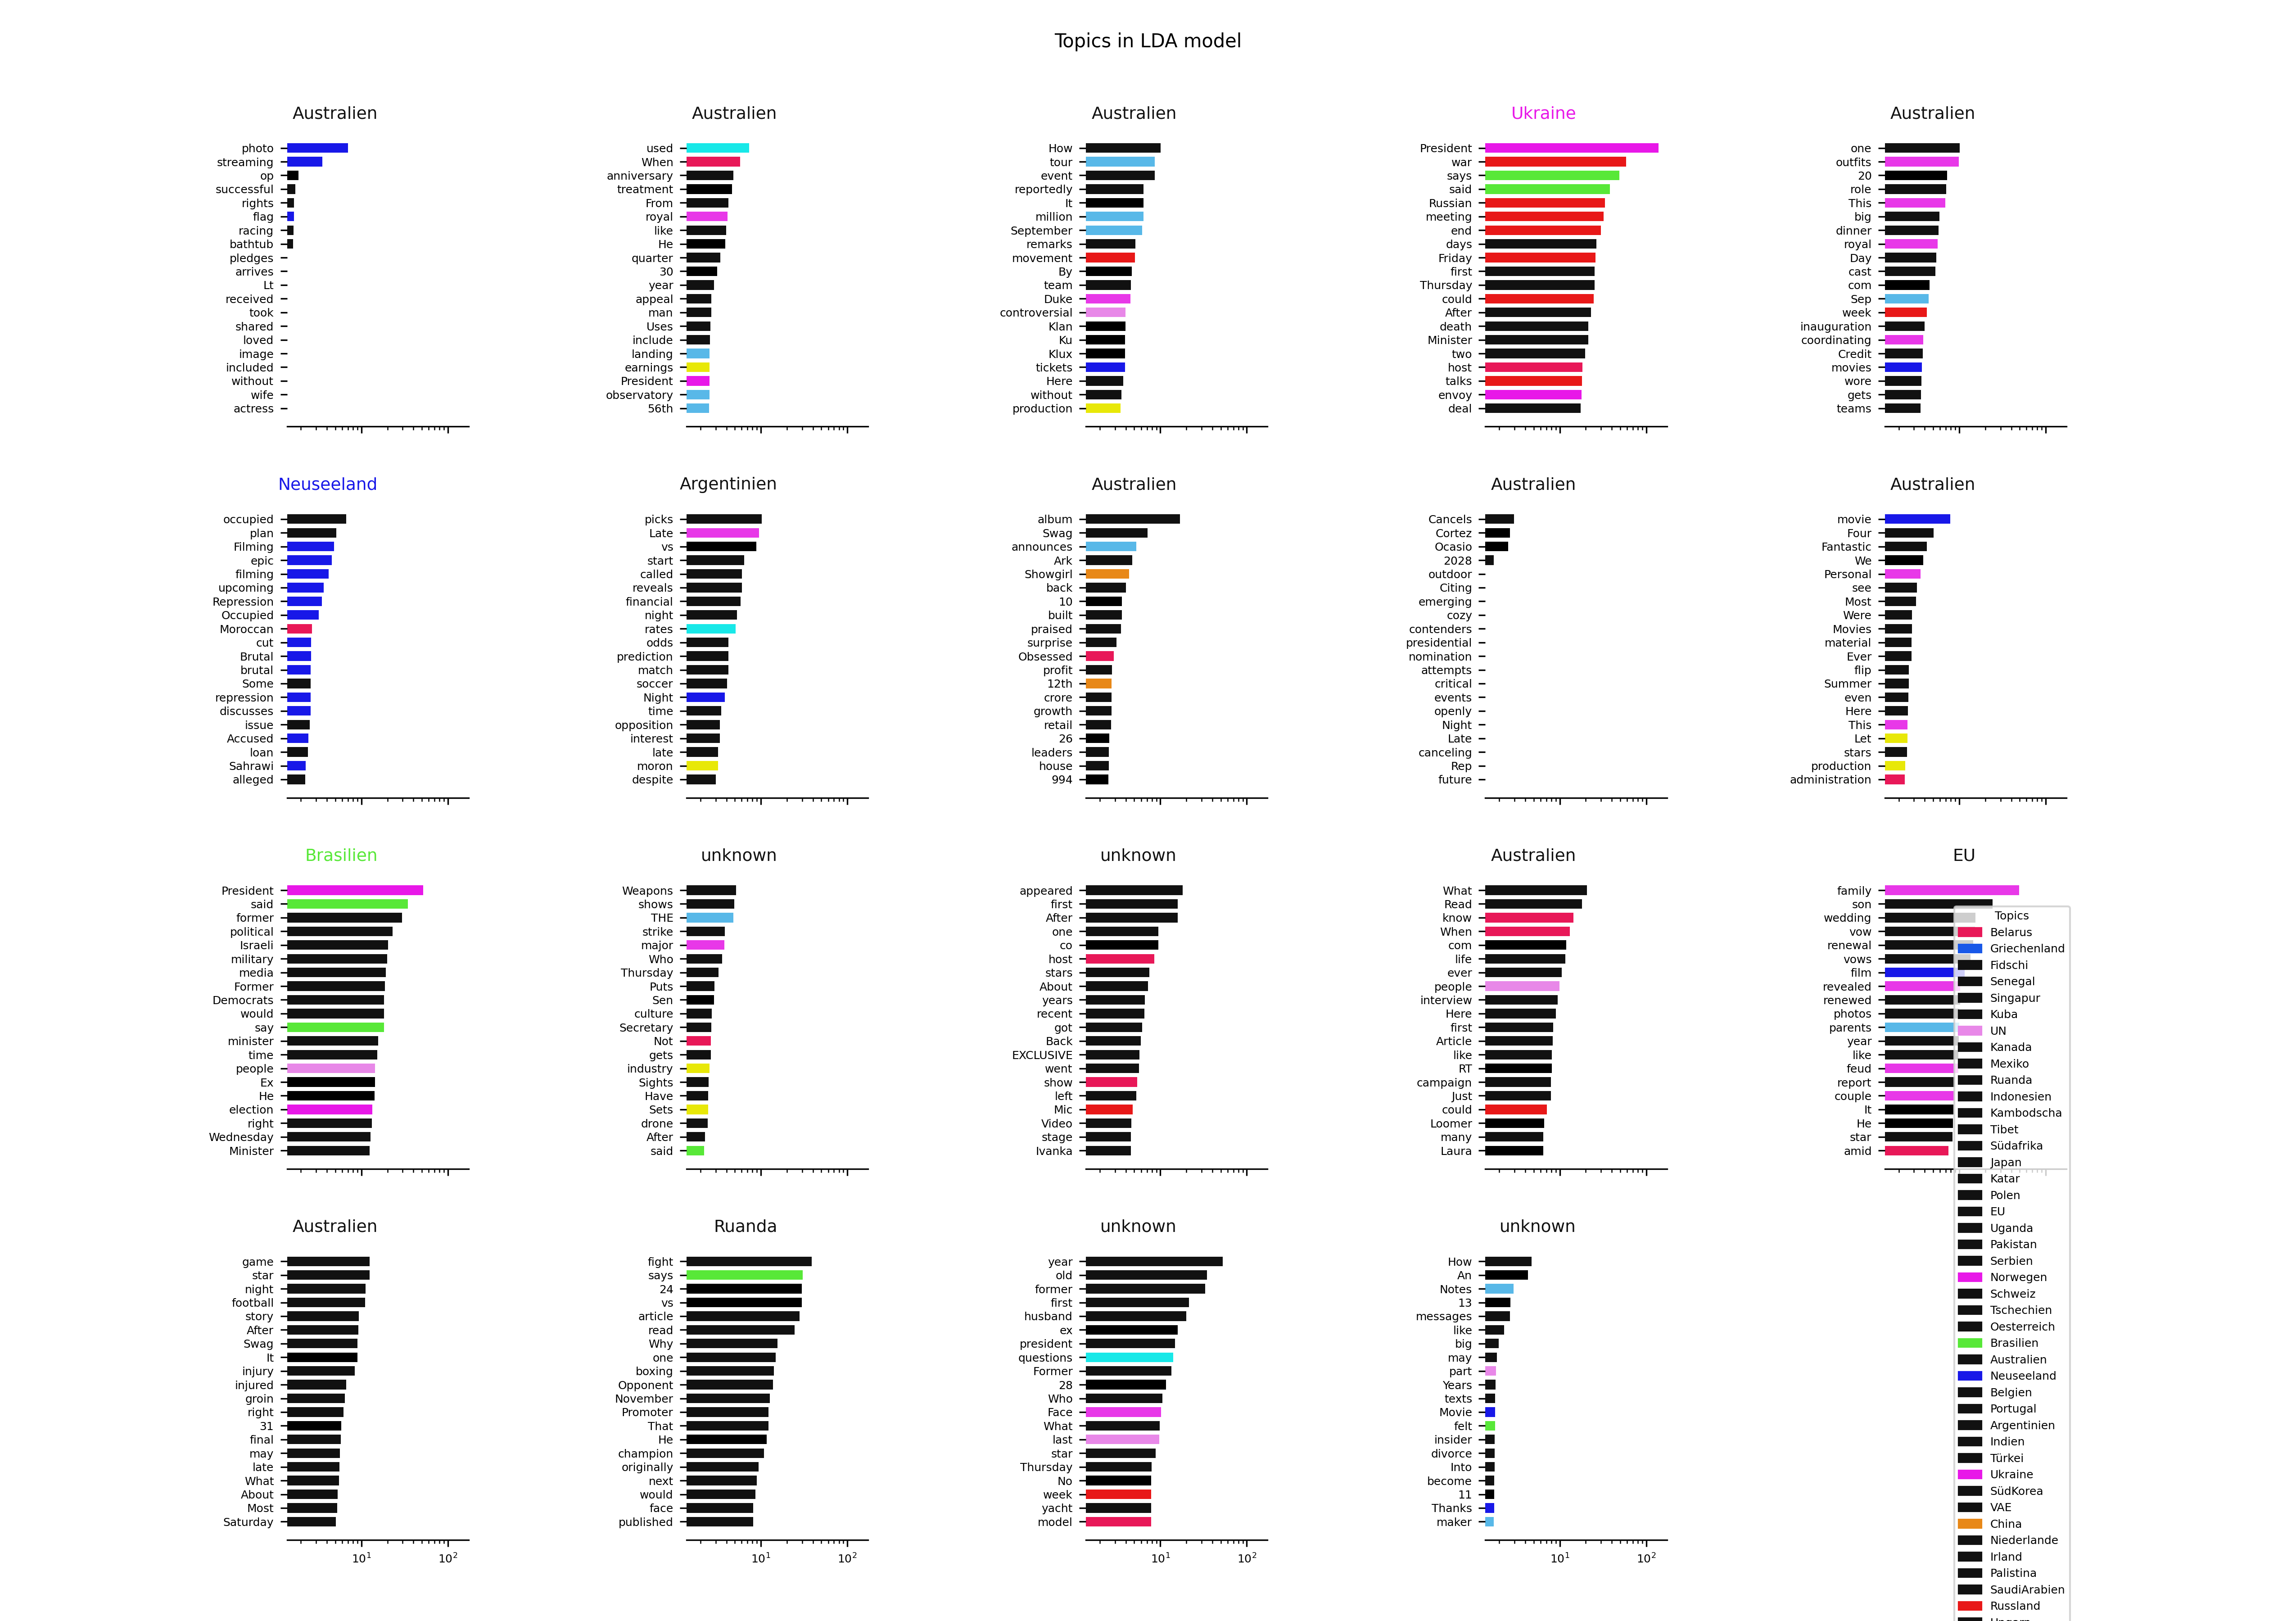 Topics in LDA model
Australien
photo
streaming
op
successful
rights
flag
racing
bathtub
pledges
arrives
Lt
received
took
shared
loved
image
included
without
wife
actress
Australien
used
When
anniversary
treatment
From
royal
like
He
quarter
30
year
appeal
man
Uses
include
landing
earnings
President
observatory
56th
Australien
How
tour
event
reportedly
It
million
September
remarks
movement
By
team
Duke
controversial
Klan
Ku
Klux
tickets
Here
without
production
Ukraine
President
war
says
said
Russian
meeting
end
days
Friday
first
Thursday
could
After
death
Minister
two
host
talks
envoy
deal
Australien
one
outfits
20
role
This
big
dinner
royal
Day
cast
com
Sep
week
inauguration
coordinating
Credit
movies
wore
gets
teams
Neuseeland
occupied
plan
Filming
epic
filming
upcoming
Repression
Occupied
Moroccan
cut
Brutal
brutal
Some
repression
discusses
issue
Accused
loan
Sahrawi
alleged
Argentinien
picks
Late
vs
start
called
reveals
financial
night
rates
odds
prediction
match
soccer
Night
time
opposition
interest
late
moron
despite
Australien
album
Swag
announces
Ark
Showgirl
back
10
built
praised
surprise
Obsessed
profit
12th
crore
growth
retail
26
leaders
house
994
Australien
Cancels
Cortez
Ocasio
2028
outdoor
Citing
emerging
cozy
contenders
presidential
nomination
attempts
critical
events
openly
Night
Late
canceling
Rep
future
Australien
movie
Four
Fantastic
We
Personal
see
Most
Were
Movies
material
Ever
flip
Summer
even
Here
This
Let
stars
production
administration
Brasilien
President
said
former
political
Israeli
military
media
Former
Democrats
would
say
minister
time
people
Ex
He
election
right
Wednesday
Minister
unknown
Weapons
shows
THE
strike
major
Who
Thursday
Puts
Sen
culture
Secretary
Not
gets
industry
Sights
Have
Sets
drone
After
said
unknown
appeared
first
After
one
co
host
stars
About
years
recent
got
Back
EXCLUSIVE
went
show
left
Mic
Video
stage
Ivanka
Australien
What
Read
know
When
com
life
ever
people
interview
Here
first
Article
like
RT
campaign
Just
could
Loomer
many
Laura
EU
family
son
wedding
vow
renewal
vows
film
revealed
renewed
photos
parents
year
like
feud
report
couple
It
He
star
amid
Australien
game
star
night
football
story
After
Swag
It
injury
injured
groin
right
31
final
may
late
What
About
Most
Saturday
10¹ 10²
Ruanda
fight
says
24
vs
article
read
Why
one
boxing
Opponent
November
Promoter
That
He
champion
originally
next
would
face
published
10¹ 10²
unknown
year
old
former
first
husband
ex
president
questions
Former
28
Who
Face
What
last
star
Thursday
No
week
yacht
model
10¹ 10²
unknown
How
An
Notes
13
messages
like
big
may
part
Years
texts
Movie
felt
insider
divorce
Into
become
11
Thanks
maker
10¹ 10²
Topics
Belarus
Griechenland
Fidschi
Senegal
Singapur
Kuba
UN
Kanada
Mexiko
Ruanda
Indonesien
Kambodscha
Tibet
Südafrika
Japan
Katar
Polen
EU
Uganda
Pakistan
Serbien
Norwegen
Schweiz
Tschechien
Oesterreich
Brasilien
Australien
Neuseeland
Belgien
Portugal
Argentinien
Indien
Türkei
Ukraine
SüdKorea
VAE
China
Niederlande
Irland
Palistina
SaudiArabien
Russland